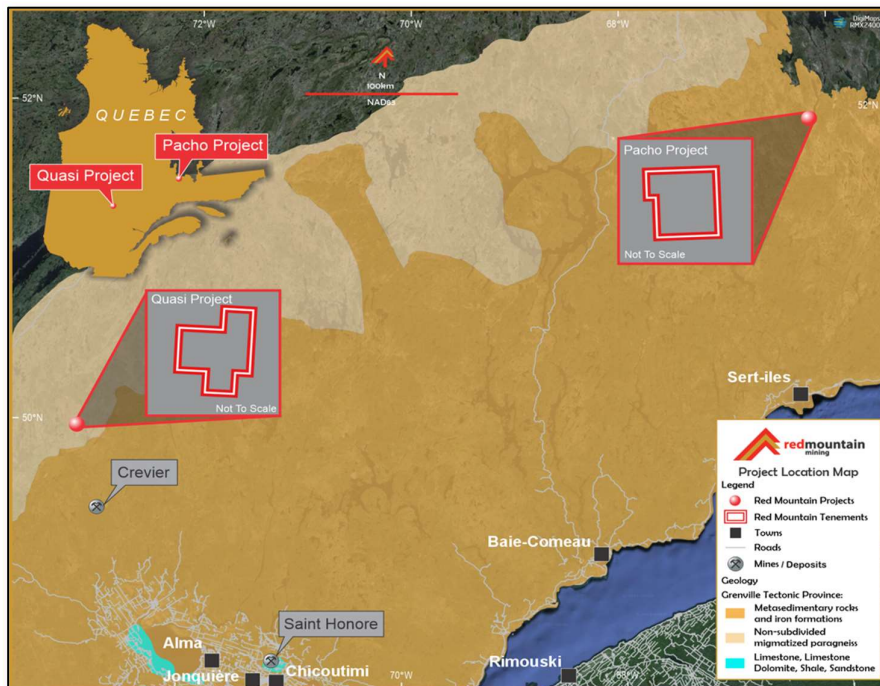 72°W
70°W
68°W
DigiMaps
RMX2400
52°N
52°N
N
100km
NAD83
QUEBEC
Pacho Project
Quasi Project
Pacho Project
Not To Scale
Quasi Project
Not To Scale
50°N
Sert-iles
Crevier
Baie-Comeau
Saint Honore
Alma
Jonquière
Chicoutimi
70°W
Rimouski
redmountain
mining
Project Location Map
Legend
Red Mountain Projects
Red Mountain Tenements
Towns
Roads
Mines / Deposits
Geology
Grenville Tectonic Province:
Metasedimentary rocks
and iron formations
Non-subdivided
migmatized paragneiss
Limestone, Limestone
Dolomite, Shale, Sandstone